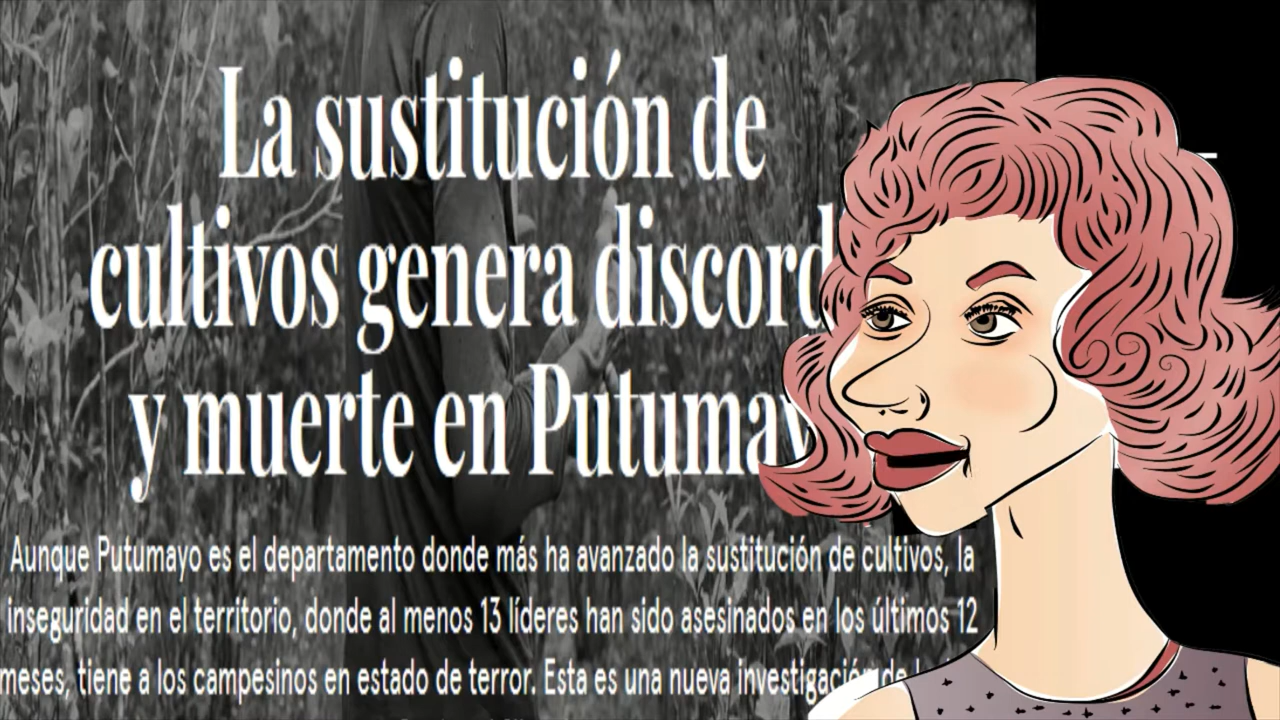 La sustitución de
cultivos genera discord
y muerte en Putumay
Aunque Putumayo es el departamento donde más ha avanzado la sustitución de cultivos, la
inseguridad en el territorio, donde al menos 13 líderes han sido asesinados en los últimos 12
meses, tiene a los campesinos en estado de terror. Esta es una nueva investigación de